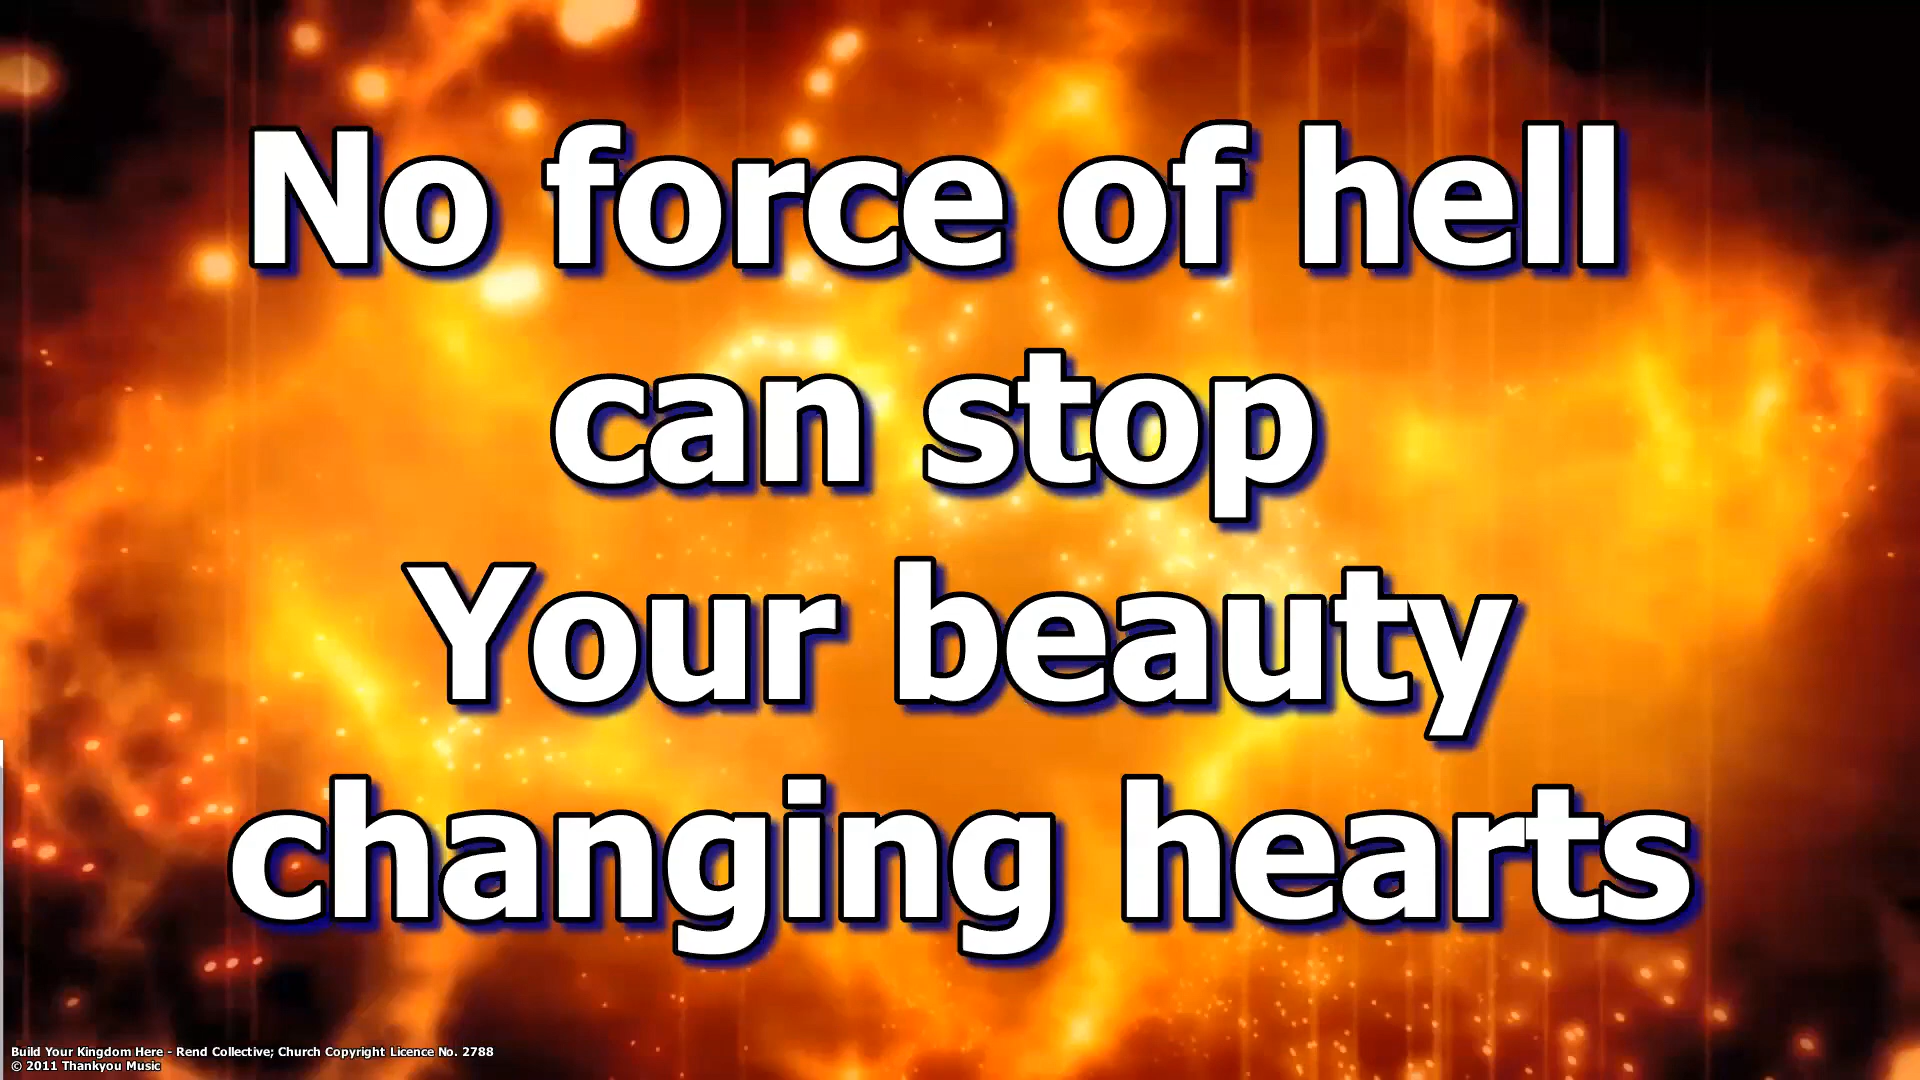 No force of hell
can stop
Your beauty
changing hearts
Build Your Kingdom Here - Rend Collective; Church Copyright Licence No. 2788
© 2011 Thankyou Music